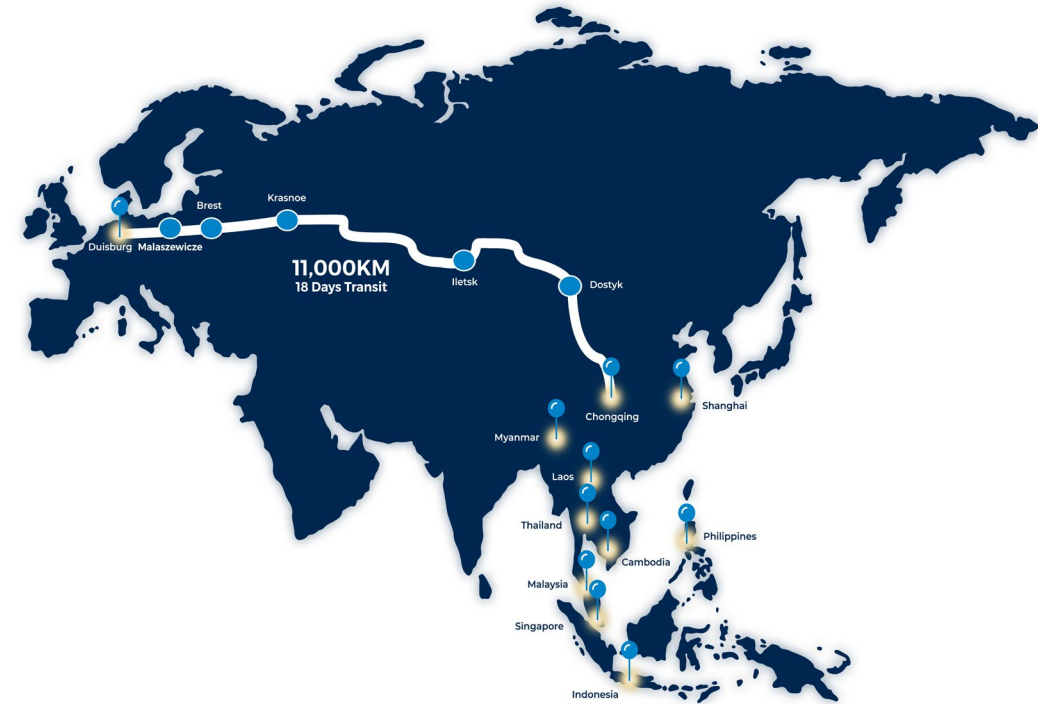 Brest
Krasnoe
Duisburg
Malaszewicze
11,000KM
18 Days Transit
Iletsk
Dostyk
Chongqing
Shanghai
Myanmar
Laos
Thailand
Philippines
Cambodia
Malaysia
Singapore
Indonesia